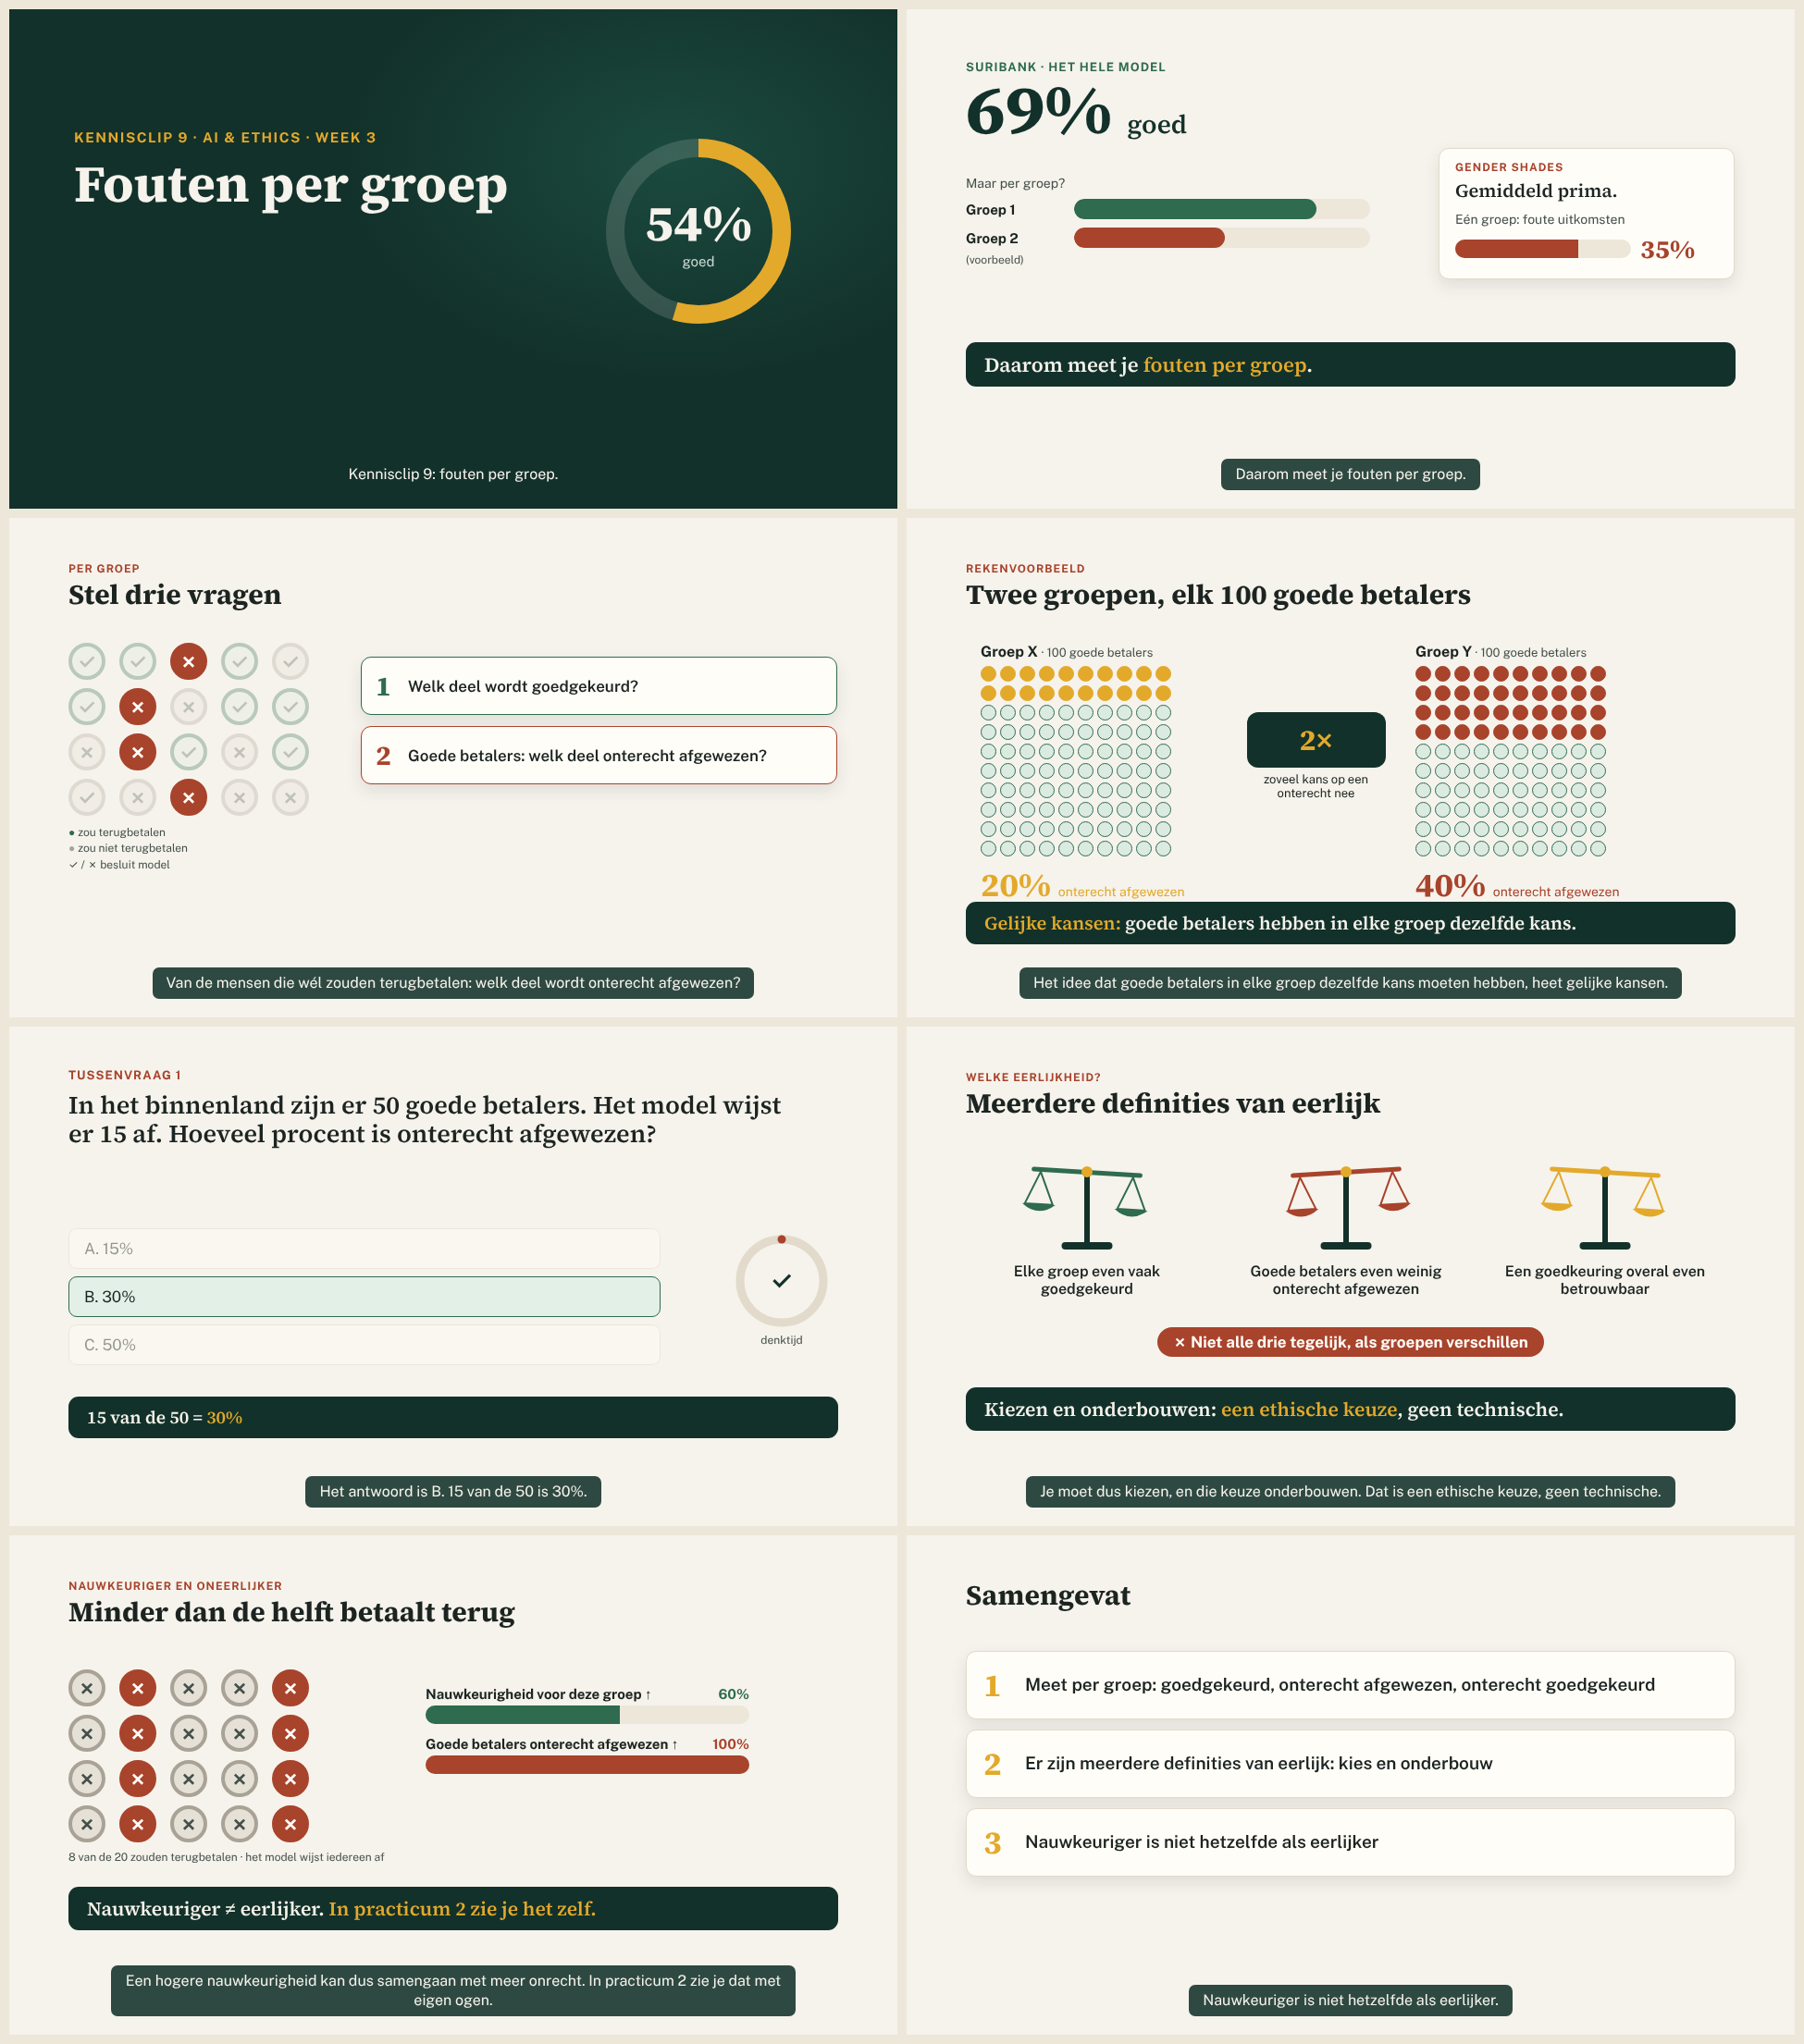 KENNISCLIP 9 · AI & ETHICS · WEEK 3
Fouten per groep
54%
goed
Kennisclip 9: fouten per groep.
SURIBANK · HET HELE MODEL
69% goed
Maar per groep?
Groep 1
Groep 2
(voorbeeld)
GENDER SHADES
Gemiddeld prima.
Eén groep: foute uitkomsten
35%
Daarom meet je fouten per groep.
Daarom meet je fouten per groep.
PER GROEP
Stel drie vragen
1 Welk deel wordt goedgekeurd?
2 Goede betalers: welk deel onterecht afgewezen?
● zou terugbetalen
● zou niet terugbetalen
✓ / × besluit model
Van de mensen die wél zouden terugbetalen: welk deel wordt onterecht afgewezen?
REKENVOORBEELD
Twee groepen, elk 100 goede betalers
Groep X · 100 goede betalers
20% onterecht afgewezen
2×
zoveel kans op een
onterecht nee
Groep Y · 100 goede betalers
40% onterecht afgewezen
Gelijke kansen: goede betalers hebben in elke groep dezelfde kans.
Het idee dat goede betalers in elke groep dezelfde kans moeten hebben, heet gelijke kansen.
TUSSENVRAAG 1
In het binnenland zijn er 50 goede betalers. Het model wijst
er 15 af. Hoeveel procent is onterecht afgewezen?
A. 15%
B. 30%
C. 50%
denktijd
15 van de 50 = 30%
Het antwoord is B. 15 van de 50 is 30%.
WELKE EERLIJKHEID?
Meerdere definities van eerlijk
Elke groep even vaak
goedgekeurd
Goede betalers even weinig
onterecht afgewezen
Een goedkeuring overal even
betrouwbaar
× Niet alle drie tegelijk, als groepen verschillen
Kiezen en onderbouwen: een ethische keuze, geen technische.
Je moet dus kiezen, en die keuze onderbouwen. Dat is een ethische keuze, geen technische.
NAUWKEURIGER EN ONEERLIJKER
Minder dan de helft betaalt terug
Nauwkeurigheid voor deze groep ↑ 60%
Goede betalers onterecht afgewezen ↑ 100%
8 van de 20 zouden terugbetalen · het model wijst iedereen af
Nauwkeuriger ≠ eerlijker. In practicum 2 zie je het zelf.
Een hogere nauwkeurigheid kan dus samengaan met meer onrecht. In practicum 2 zie je dat met
eigen ogen.
Samengevat
1 Meet per groep: goedgekeurd, onterecht afgewezen, onterecht goedgekeurd
2 Er zijn meerdere definities van eerlijk: kies en onderbouw
3 Nauwkeuriger is niet hetzelfde als eerlijker
Nauwkeuriger is niet hetzelfde als eerlijker.